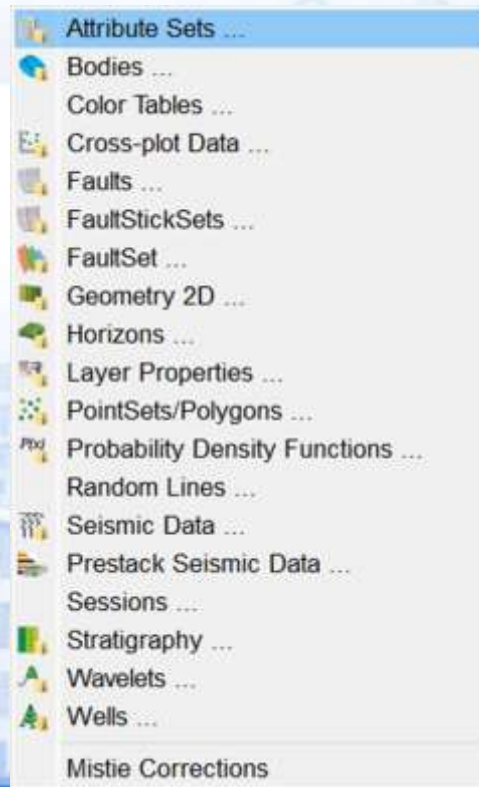 Attribute Sets ...
Bodies ...
Color Tables ...
Cross-plot Data ...
Faults ...
FaultStickSets ...
FaultSet ...
Geometry 2D ...
Horizons ...
Layer Properties ...
PointSets/Polygons ...
P(x) Probability Density Functions ...
Random Lines ...
Seismic Data ...
Prestack Seismic Data ...
Sessions ...
Stratigraphy ...
Wavelets ...
Wells ...
Mistie Corrections